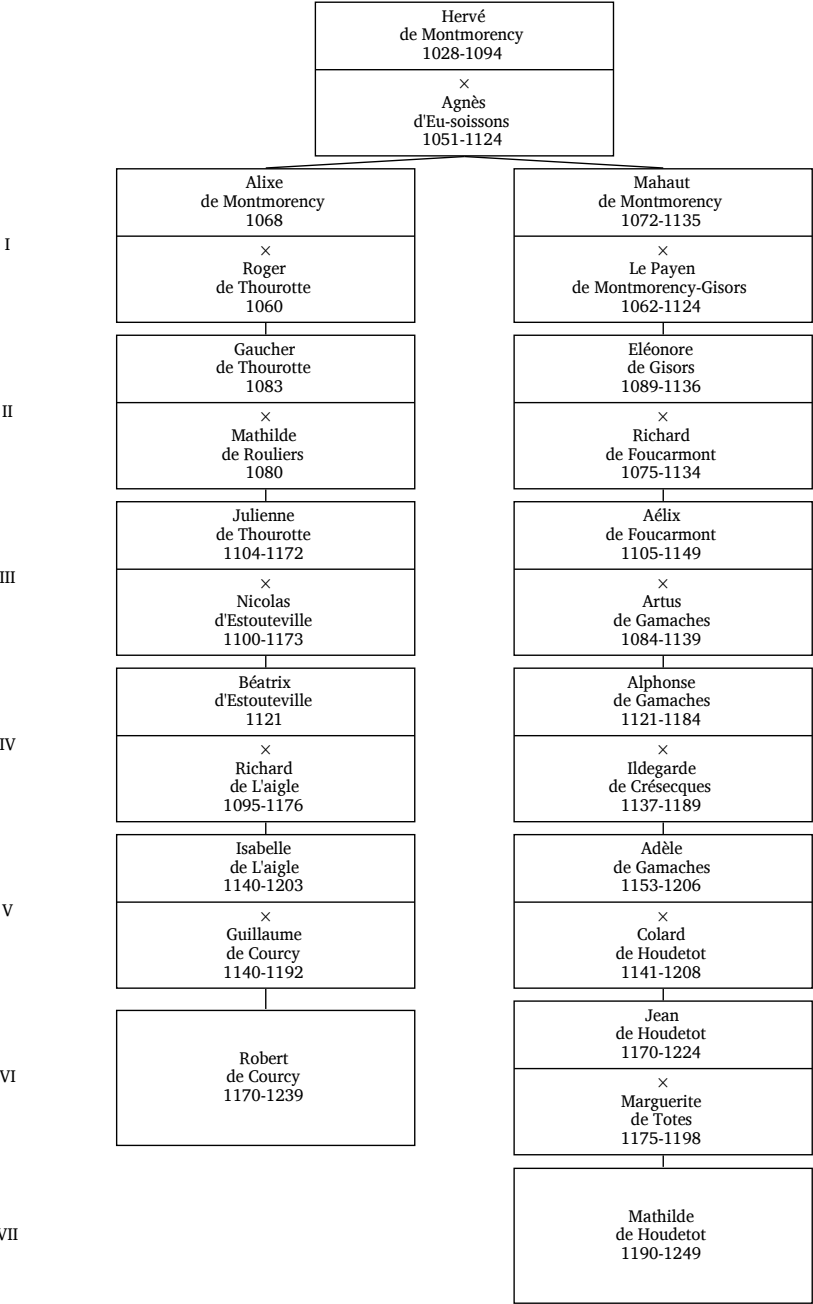 Hervé
de Montmorency
1028-1094
×
Agnès
d'Eu-soissons
1051-1124
I
Alixe
de Montmorency
1068
×
Roger
de Thourotte
1060
Mahaut
de Montmorency
1072-1135
×
Le Payen
de Montmorency-Gisors
1062-1124
II
Gaucher
de Thourotte
1083
×
Mathilde
de Rouliers
1080
Eléonore
de Gisors
1089-1136
×
Richard
de Foucarmont
1075-1134
III
Julienne
de Thourotte
1104-1172
×
Nicolas
d'Estouteville
1100-1173
Aélix
de Foucarmont
1105-1149
×
Artus
de Gamaches
1084-1139
IV
Béatrix
d'Estouteville
1121
×
Richard
de L'aigle
1095-1176
Alphonse
de Gamaches
1121-1184
×
Ildegarde
de Crésecques
1137-1189
V
Isabelle
de L'aigle
1140-1203
×
Guillaume
de Courcy
1140-1192
Adèle
de Gamaches
1153-1206
×
Colard
de Houdetot
1141-1208
VI
Robert
de Courcy
1170-1239
Jean
de Houdetot
1170-1224
×
Marguerite
de Totes
1175-1198
VII
Mathilde
de Houdetot
1190-1249